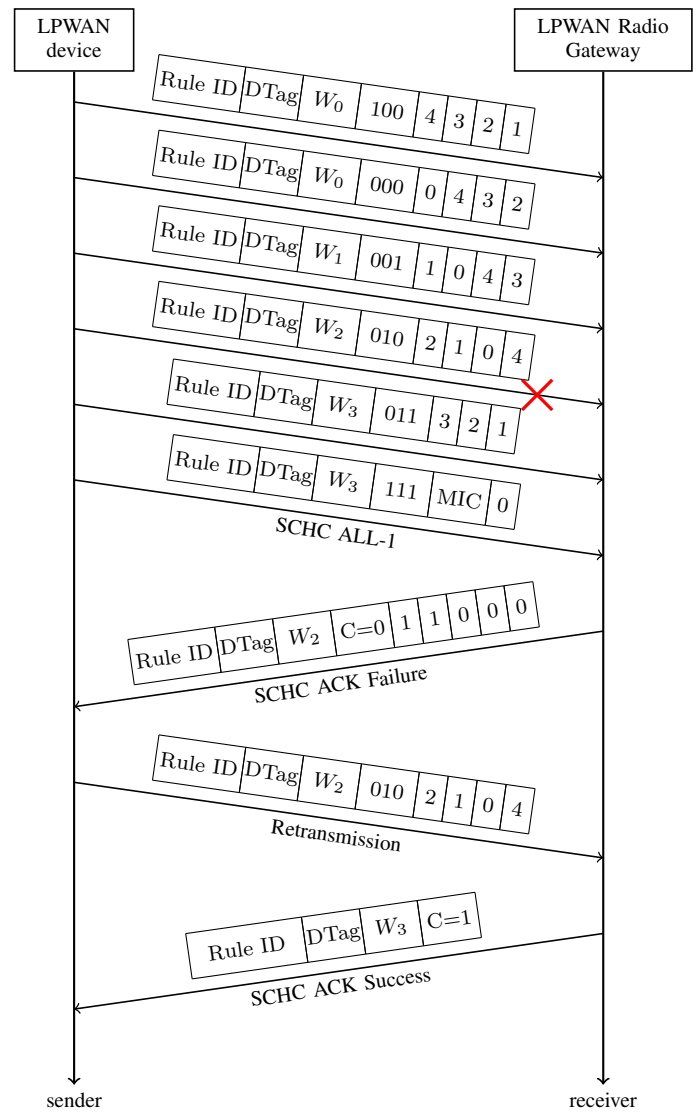 LPWAN
device
LPWAN Radio
Gateway
Rule ID DTag W₀ 100 4 3 2 1
Rule ID DTag W₀ 000 0 4 3 2
Rule ID DTag W₁ 001 1 0 4 3
Rule ID DTag W₂ 010 2 1 0 4
Rule ID DTag W₃ 011 3 2 1
Rule ID DTag W₃ 111 MIC 0
SCHC ALL-1
Rule ID DTag W₂ C=0 1 1 0 0 0
SCHC ACK Failure
Rule ID DTag W₂ 010 2 1 0 4
Retransmission
Rule ID DTag W₃ C=1
SCHC ACK Success
sender
receiver